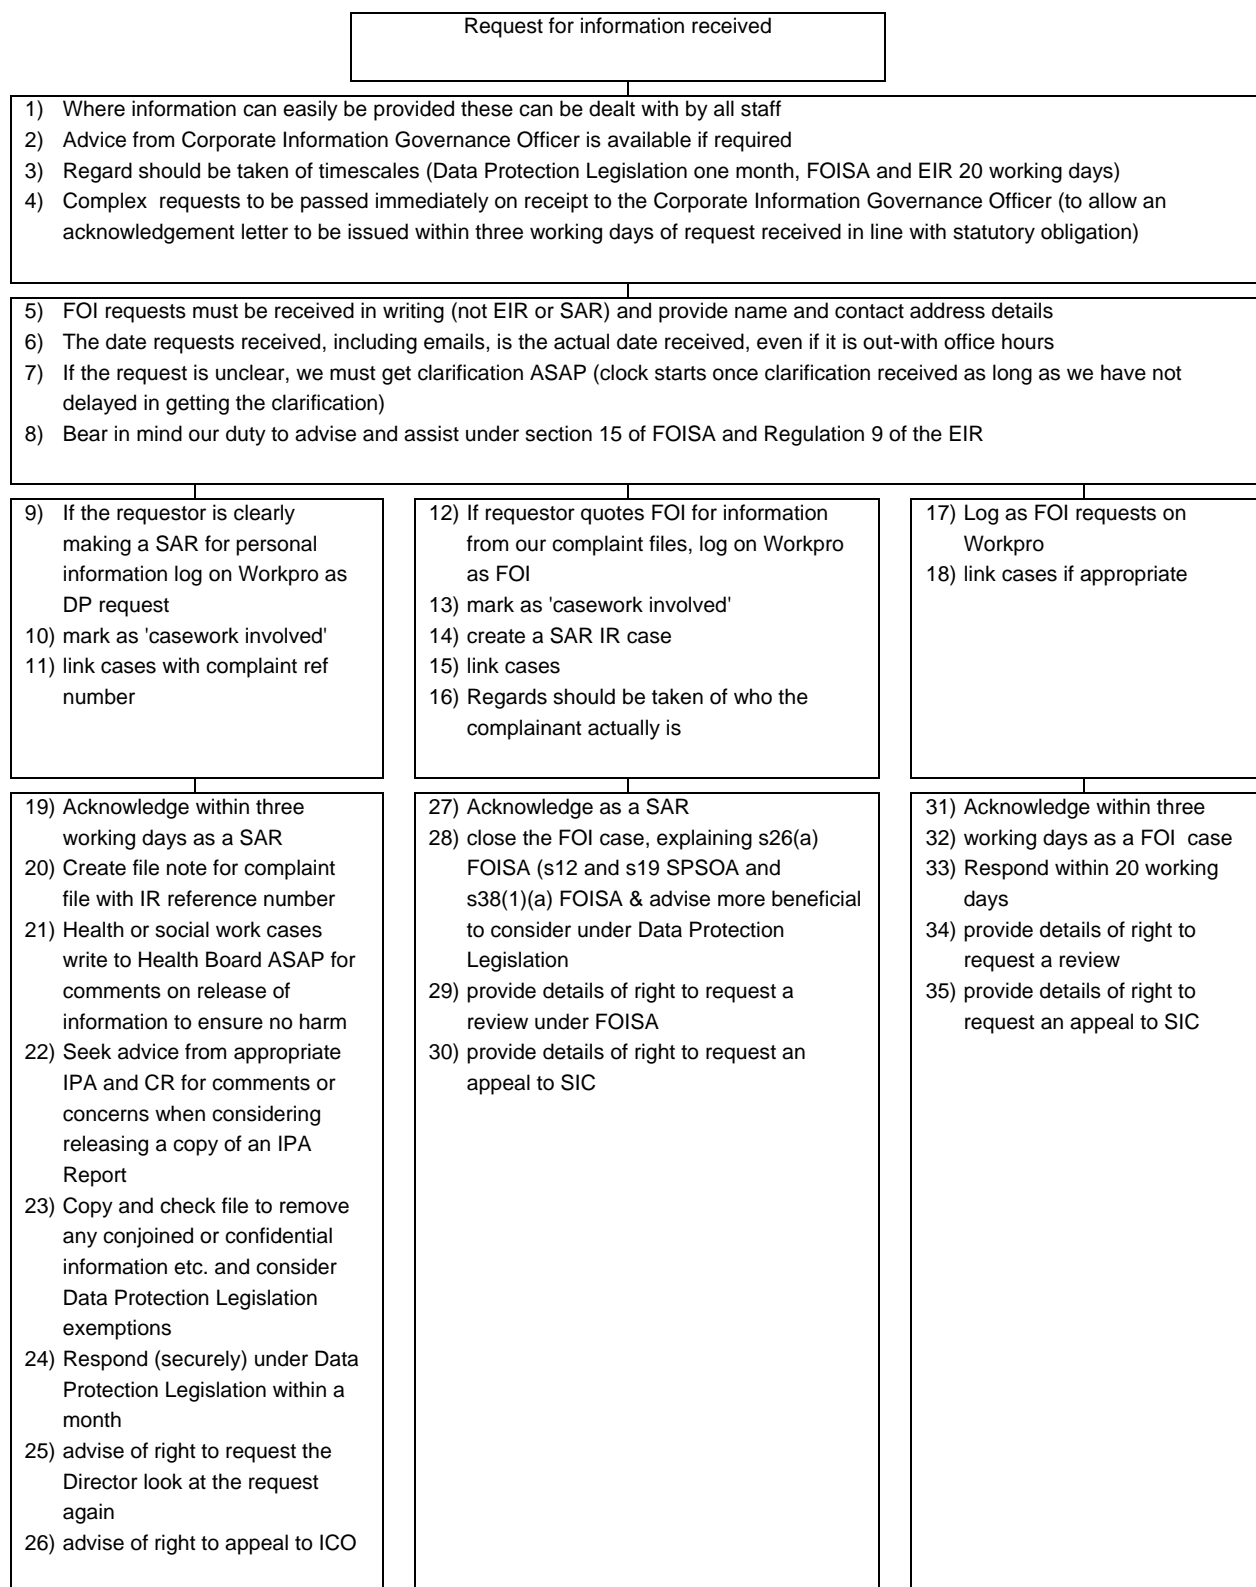 Request for information received
1) Where information can easily be provided these can be dealt with by all staff
2) Advice from Corporate Information Governance Officer is available if required
3) Regard should be taken of timescales (Data Protection Legislation one month, FOISA and EIR 20 working days)
4) Complex requests to be passed immediately on receipt to the Corporate Information Governance Officer (to allow an
acknowledgement letter to be issued within three working days of request received in line with statutory obligation)
5) FOI requests must be received in writing (not EIR or SAR) and provide name and contact address details
6) The date requests received, including emails, is the actual date received, even if it is out-with office hours
7) If the request is unclear, we must get clarification ASAP (clock starts once clarification received as long as we have not
delayed in getting the clarification)
8) Bear in mind our duty to advise and assist under section 15 of FOISA and Regulation 9 of the EIR
9) If the requestor is clearly
making a SAR for personal
information log on Workpro as
DP request
10) mark as 'casework involved'
11) link cases with complaint ref
number
12) If requestor quotes FOI for information
from our complaint files, log on Workpro
as FOI
13) mark as 'casework involved'
14) create a SAR IR case
15) link cases
16) Regards should be taken of who the
complainant actually is
17) Log as FOI requests on
Workpro
18) link cases if appropriate
19) Acknowledge within three
working days as a SAR
20) Create file note for complaint
file with IR reference number
21) Health or social work cases
write to Health Board ASAP for
comments on release of
information to ensure no harm
22) Seek advice from appropriate
IPA and CR for comments or
concerns when considering
releasing a copy of an IPA
Report
23) Copy and check file to remove
any conjoined or confidential
information etc. and consider
Data Protection Legislation
exemptions
24) Respond (securely) under Data
Protection Legislation within a
month
25) advise of right to request the
Director look at the request
again
26) advise of right to appeal to ICO
27) Acknowledge as a SAR
28) close the FOI case, explaining s26(a)
FOISA (s12 and s19 SPSOA and
s38(1)(a) FOISA & advise more beneficial
to consider under Data Protection
Legislation
29) provide details of right to request a
review under FOISA
30) provide details of right to request an
appeal to SIC
31) Acknowledge within three
32) working days as a FOI case
33) Respond within 20 working
days
34) provide details of right to
request a review
35) provide details of right to
request an appeal to SIC